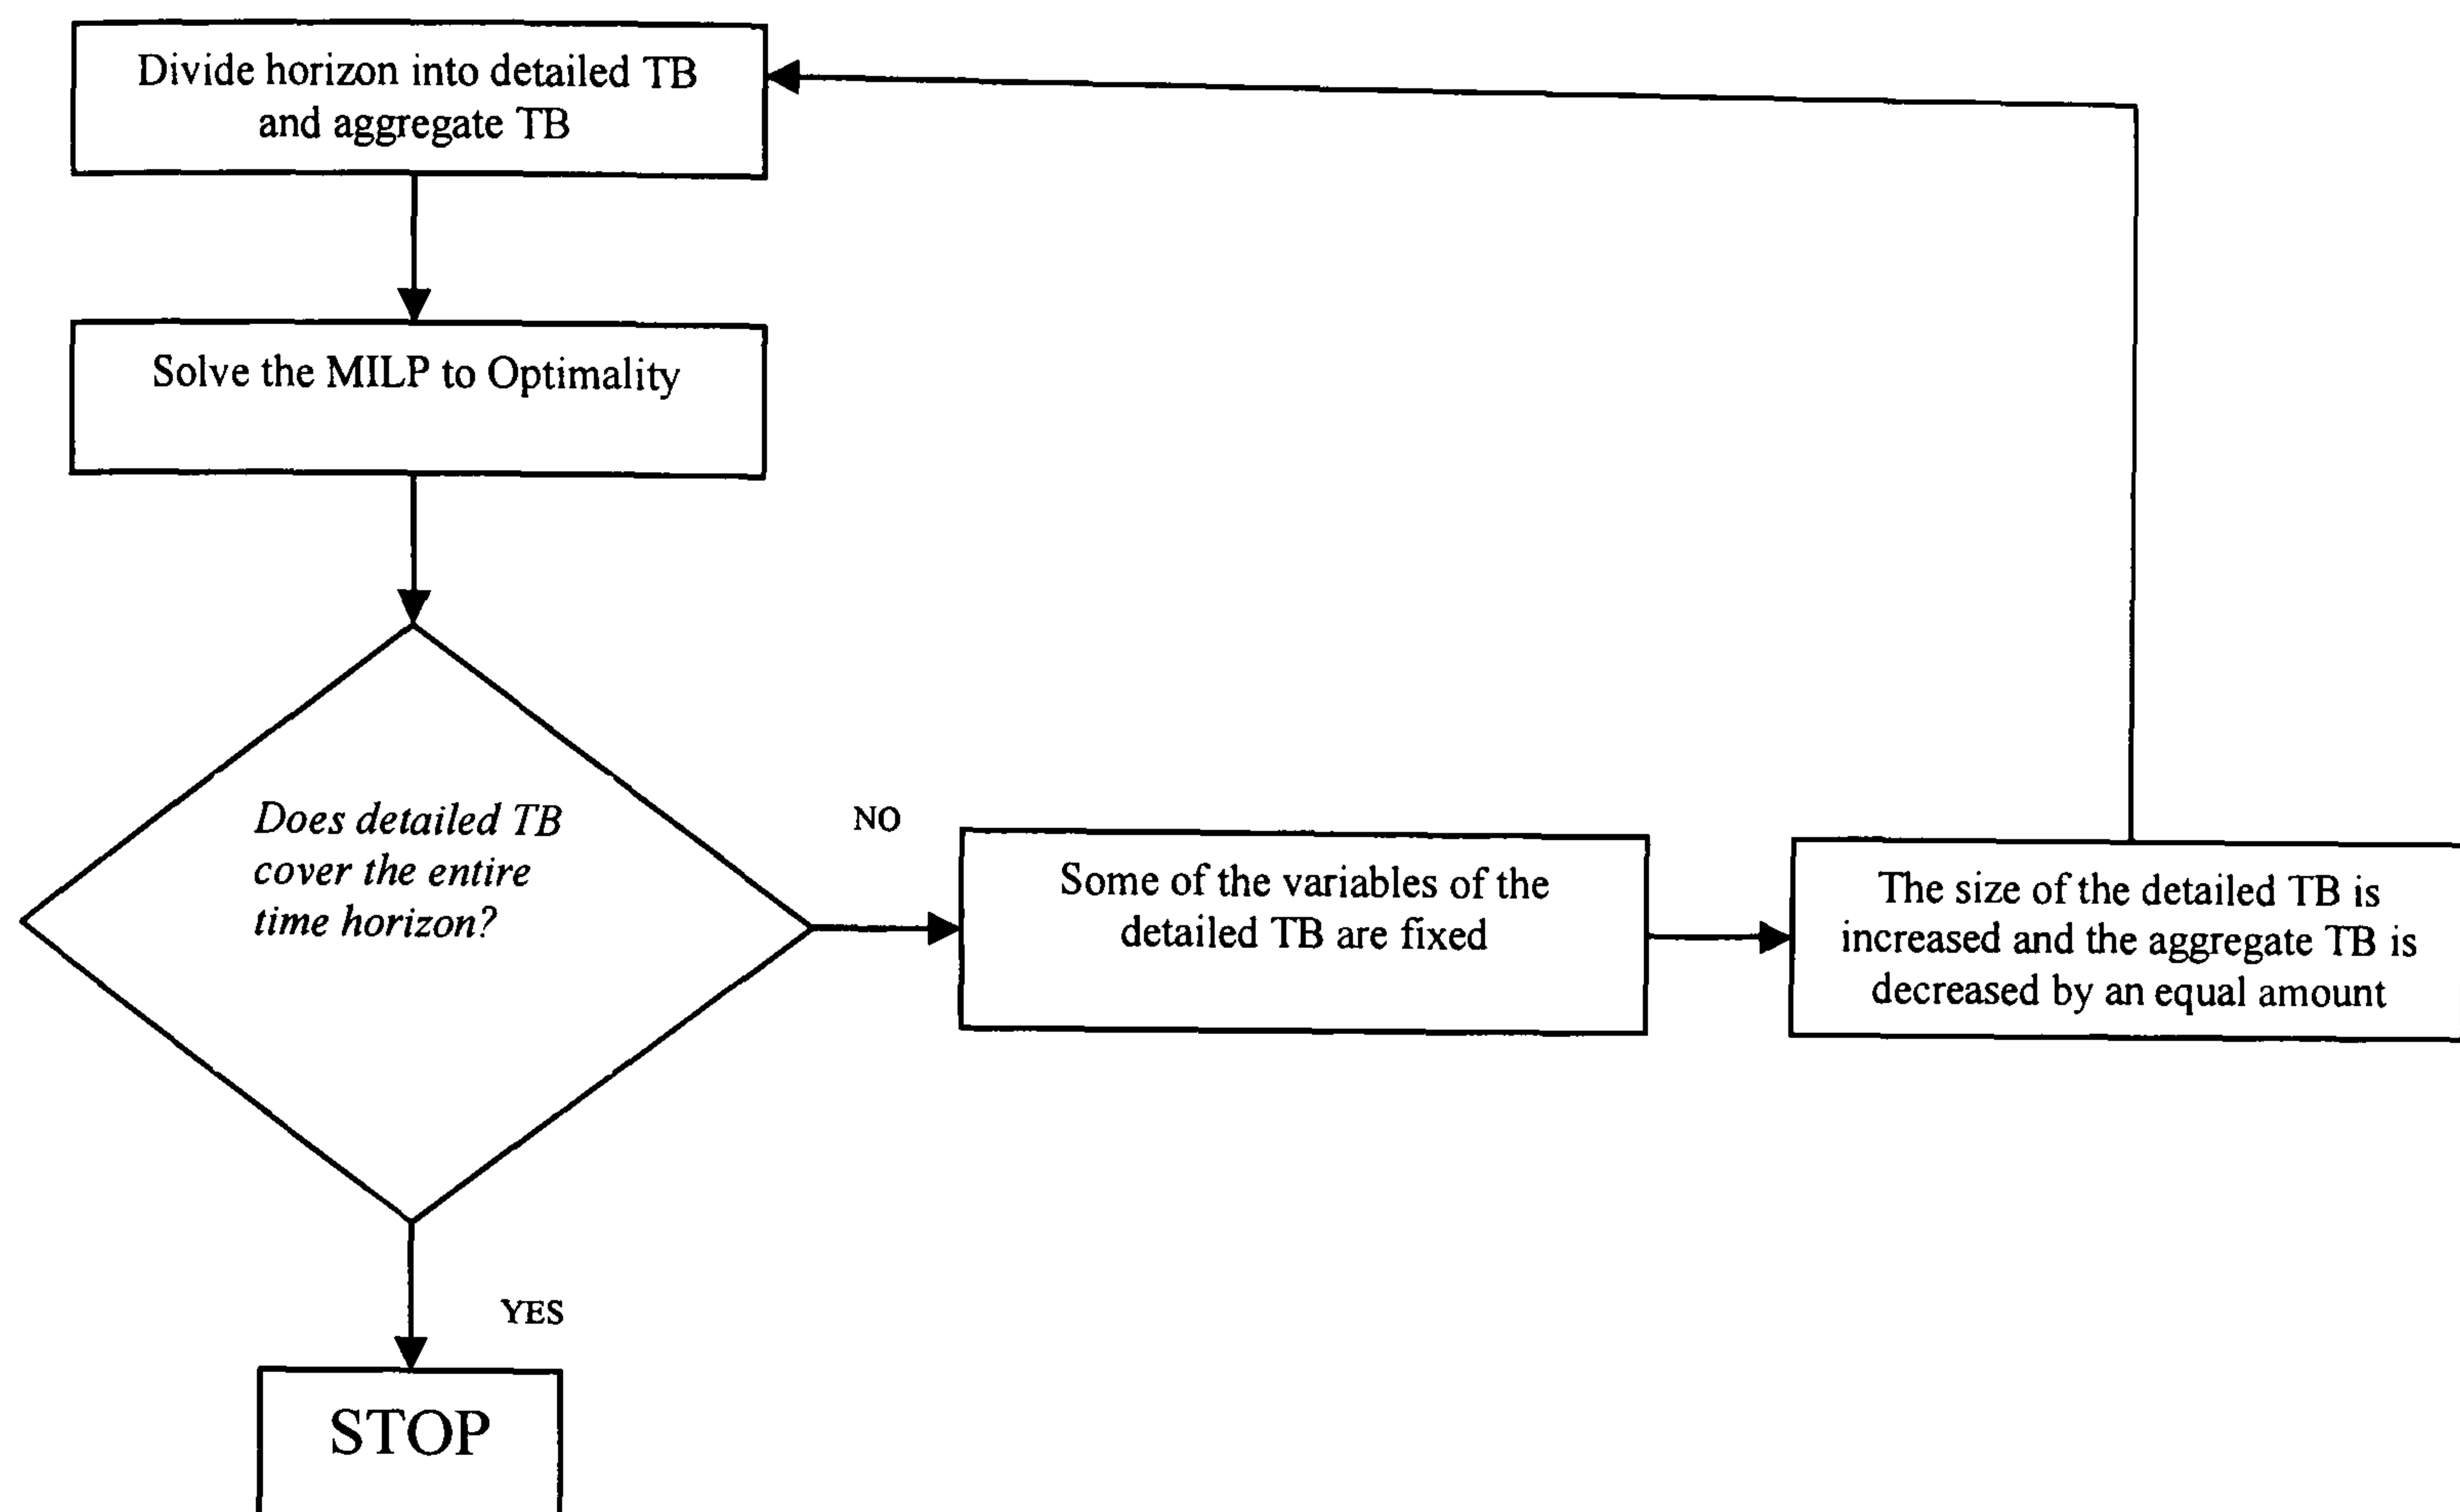 Divide horizon into detailed TB
and aggregate TB
Solve the MILP to Optimality
Does detailed TB
cover the entire
time horizon?
NO
Some of the variables of the
detailed TB are fixed
The size of the detailed TB is
increased and the aggregate TB is
decreased by an equal amount
YES
STOP